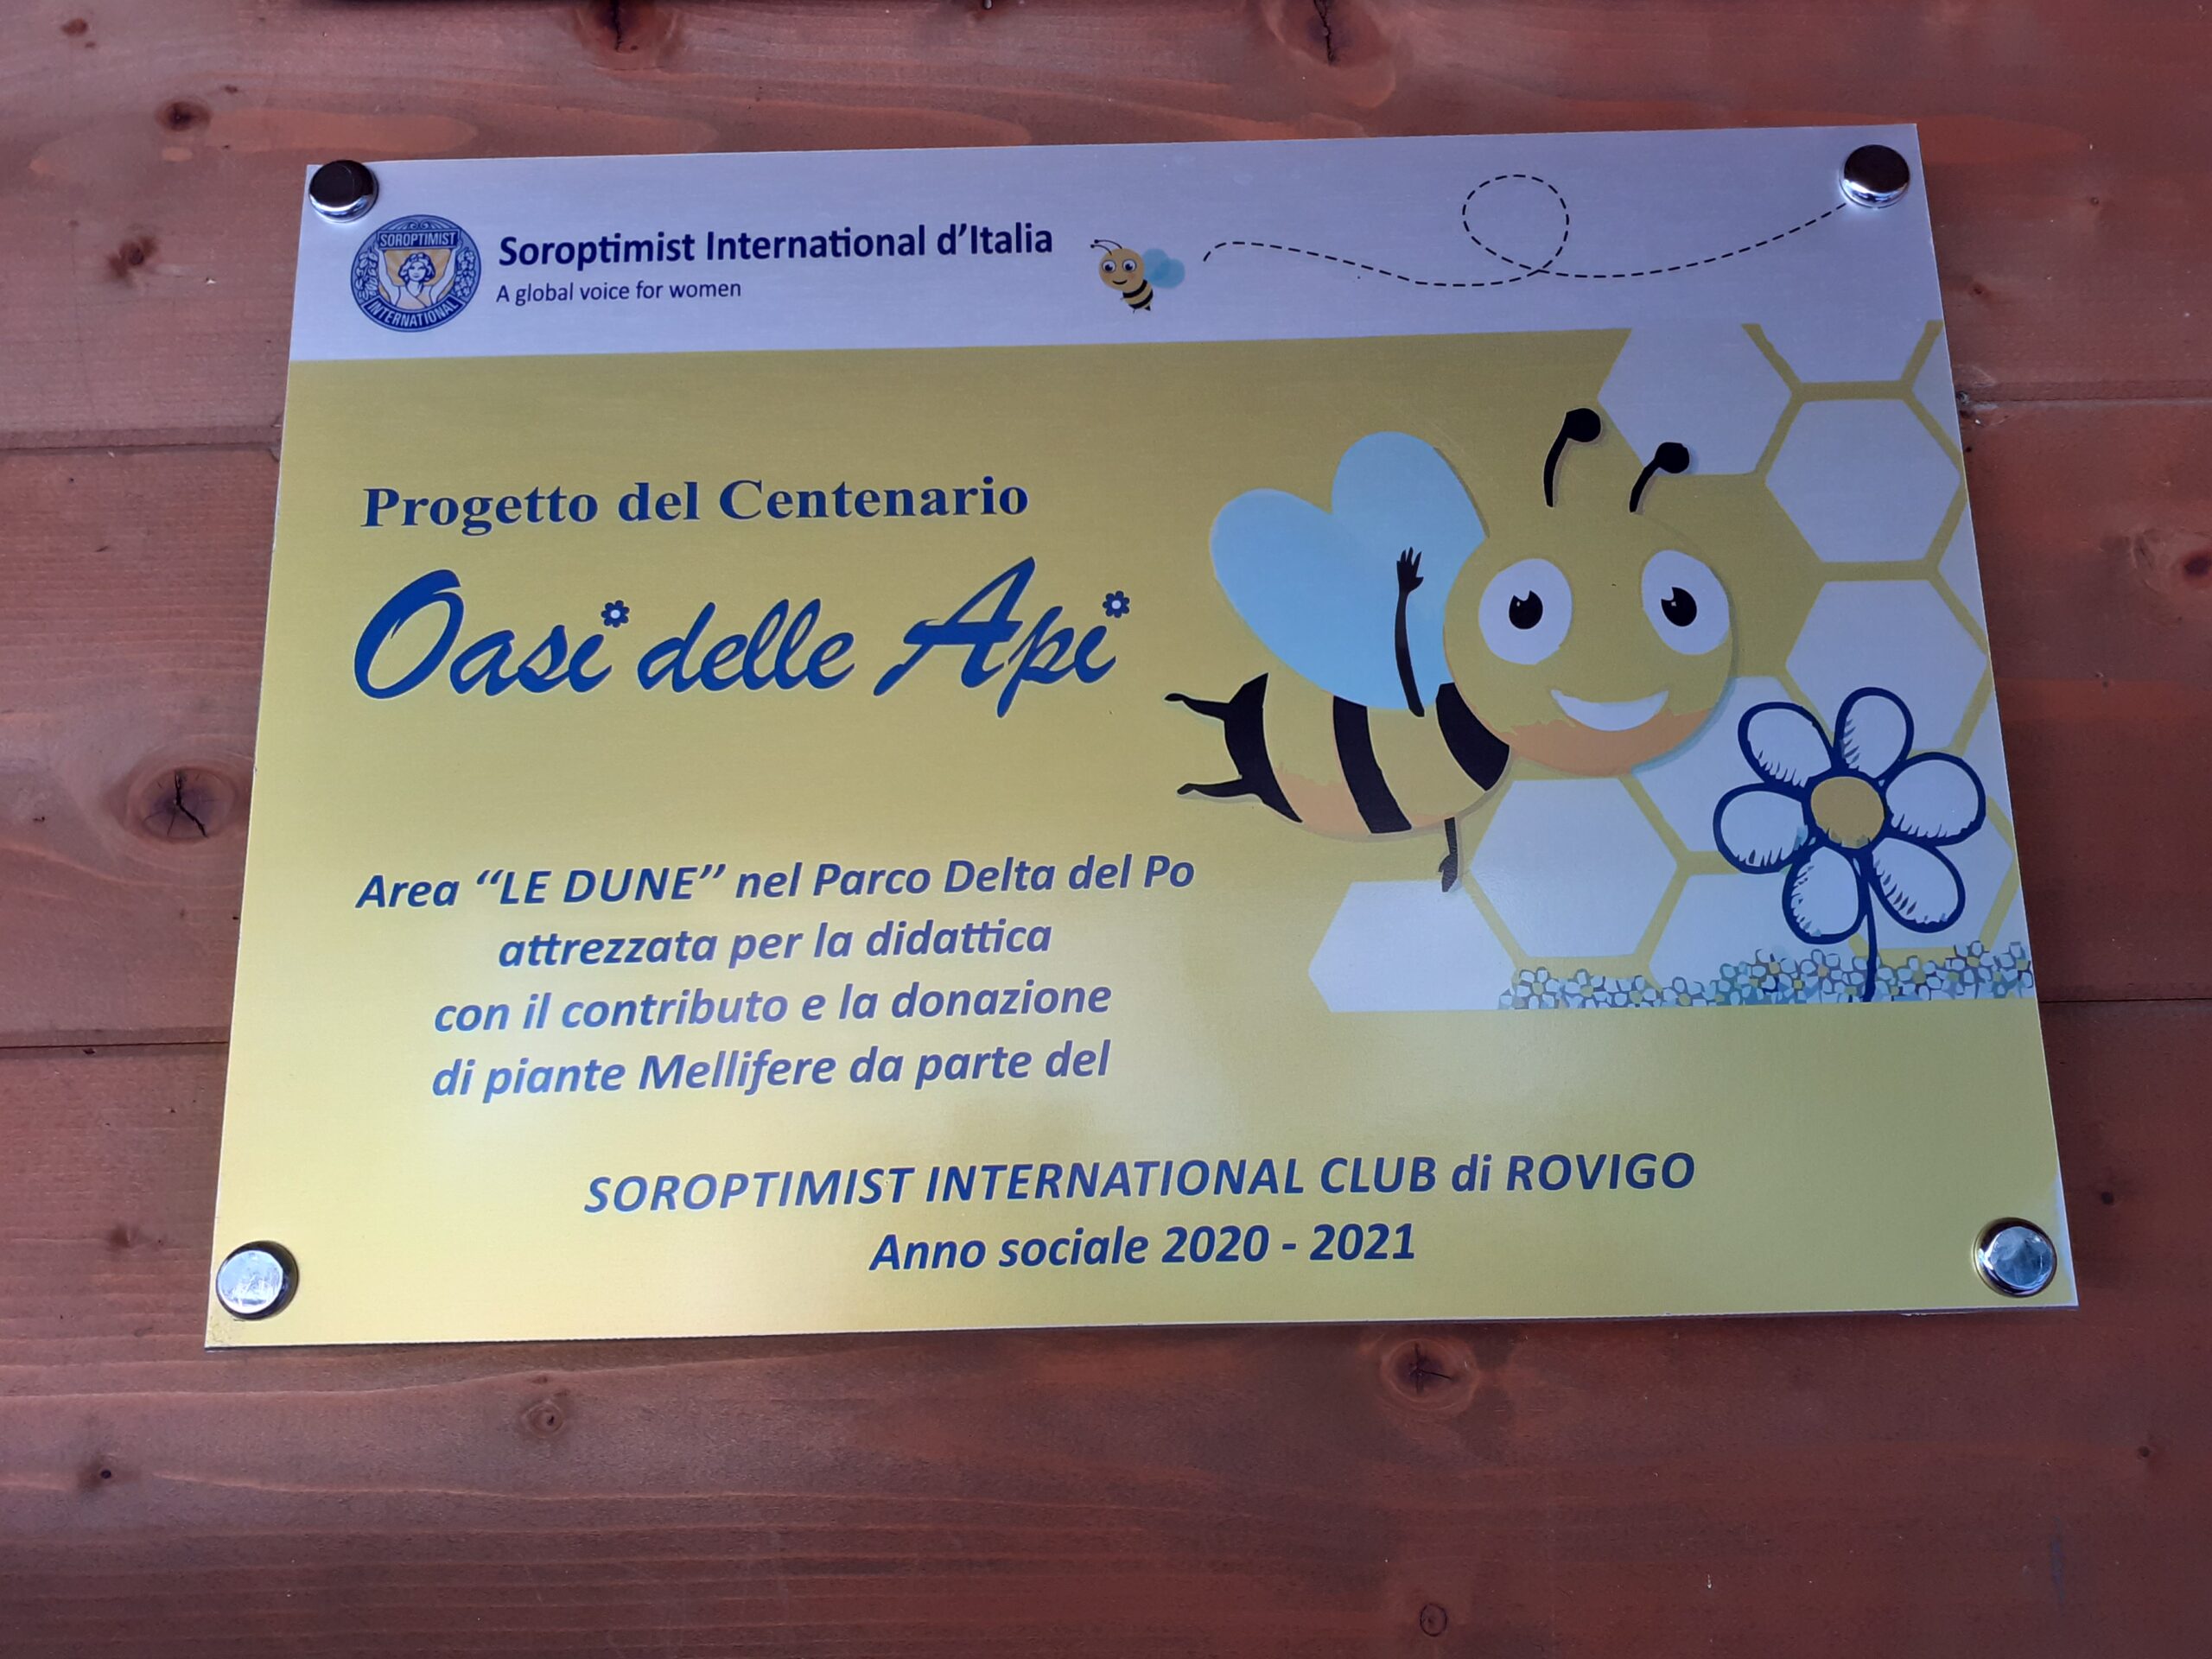 SOROPTIMIST
INTERNATIONAL
Soroptimist International d'Italia
A global voice for women
Progetto del Centenario
Oasi delle Api
Area “LE DUNE” nel Parco Delta del Po
attrezzata per la didattica
con il contributo e la donazione
di piante Mellifere da parte del
SOROPTIMIST INTERNATIONAL CLUB di ROVIGO
Anno sociale 2020 - 2021